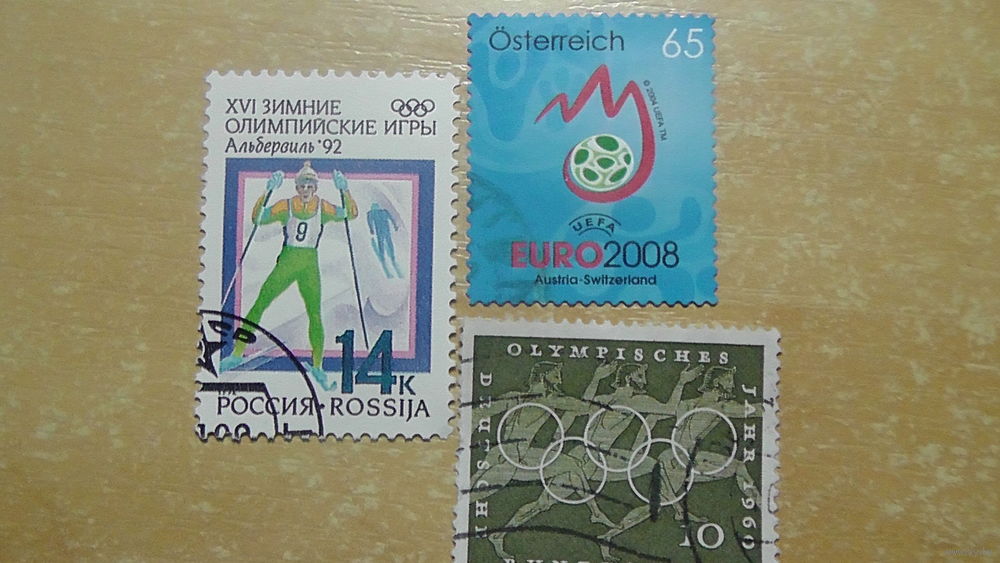 XVI ЗИМНИЕ
ОЛИМПИЙСКИЕ ИГРЫ
Альбервиль '92
9
14К
РОССИЯ·ROSSIJA
Österreich 65
© 2004 UEFA TM
UEFA
EURO2008
Austria-Switzerland
OLYMPISCHES
JAHR 1960
10